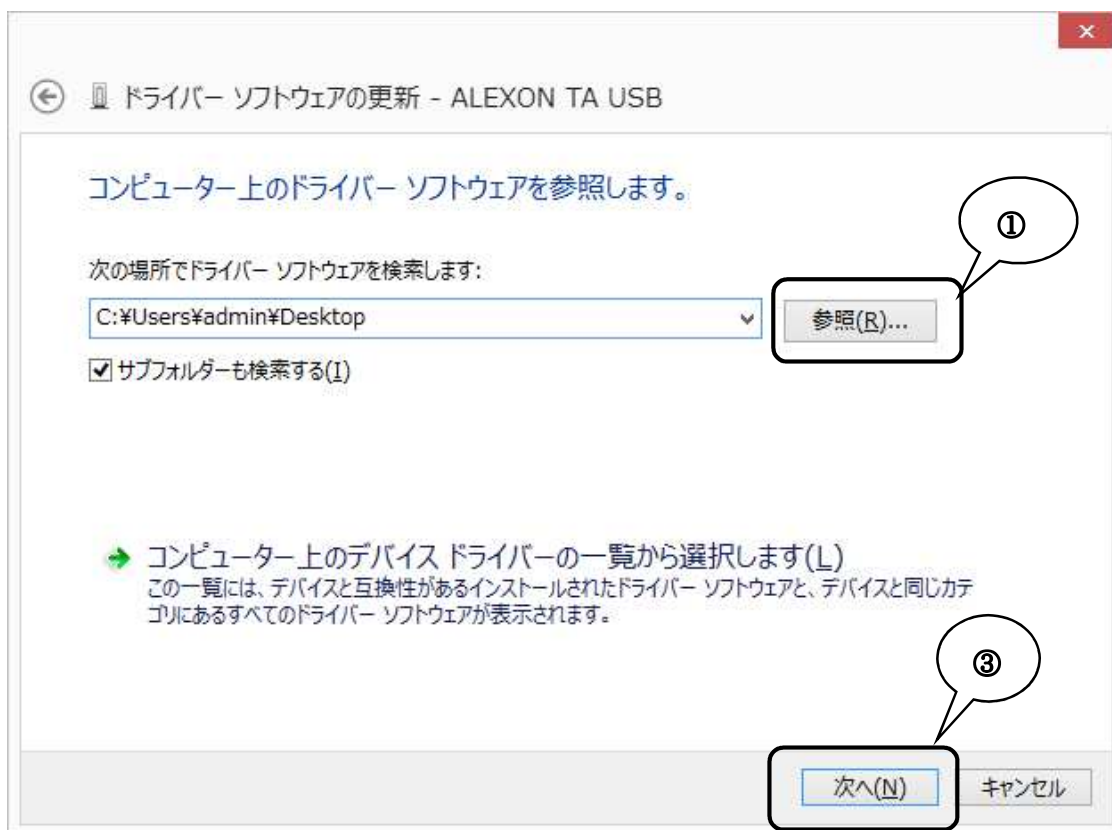 ドライバー ソフトウェアの更新 - ALEXON TA USB
コンピューター上のドライバー ソフトウェアを参照します。
①
次の場所でドライバー ソフトウェアを検索します:
C:¥Users¥admin¥Desktop
参照(R)...
サブフォルダーも検索する(I)
コンピューター上のデバイス ドライバーの一覧から選択します(L)
この一覧には、デバイスと互換性があるインストールされたドライバー ソフトウェアと、デバイスと同じカテ
ゴリにあるすべてのドライバー ソフトウェアが表示されます。
③
次へ(N)
キャンセル